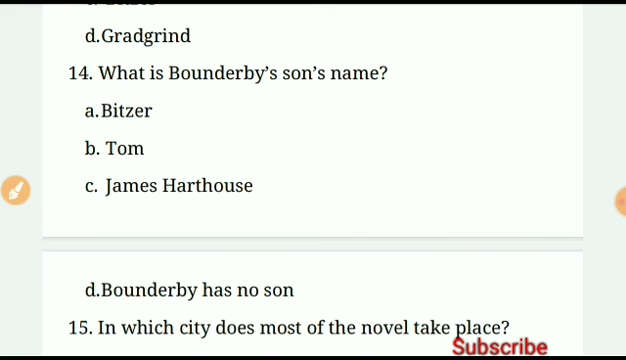 d.Gradgrind
14. What is Bounderby’s son’s name?
a.Bitzer
b. Tom
c. James Harthouse
d.Bounderby has no son
15. In which city does most of the novel take place?
Subscribe